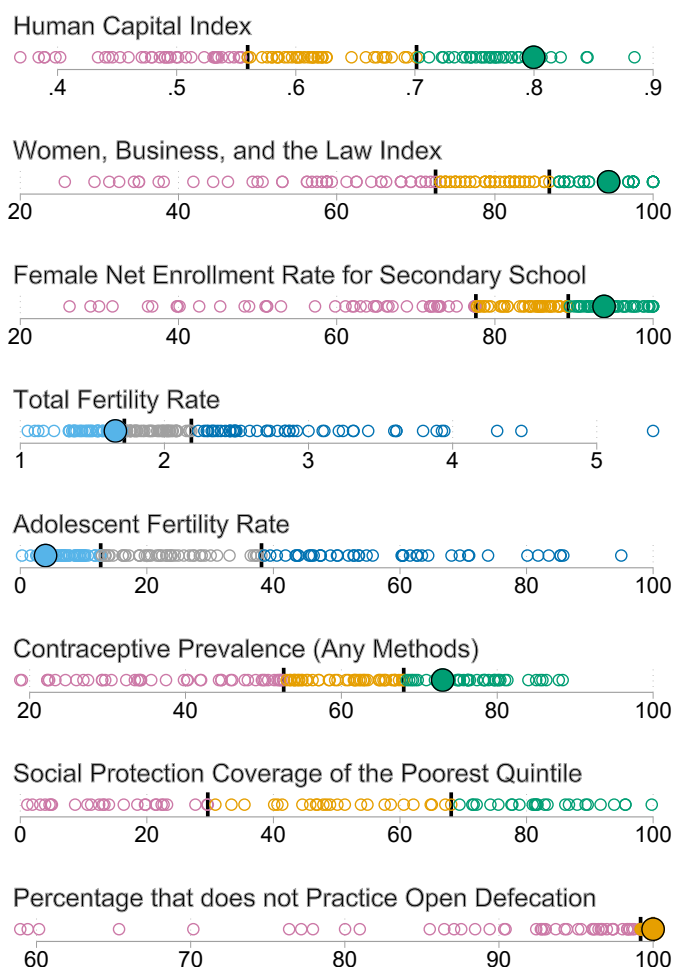 Human Capital Index
.4 .5 .6 .7 .8 .9
Women, Business, and the Law Index
20 40 60 80 100
Female Net Enrollment Rate for Secondary School
20 40 60 80 100
Total Fertility Rate
1 2 3 4 5
Adolescent Fertility Rate
0 20 40 60 80 100
Contraceptive Prevalence (Any Methods)
20 40 60 80 100
Social Protection Coverage of the Poorest Quintile
0 20 40 60 80 100
Percentage that does not Practice Open Defecation
60 70 80 90 100